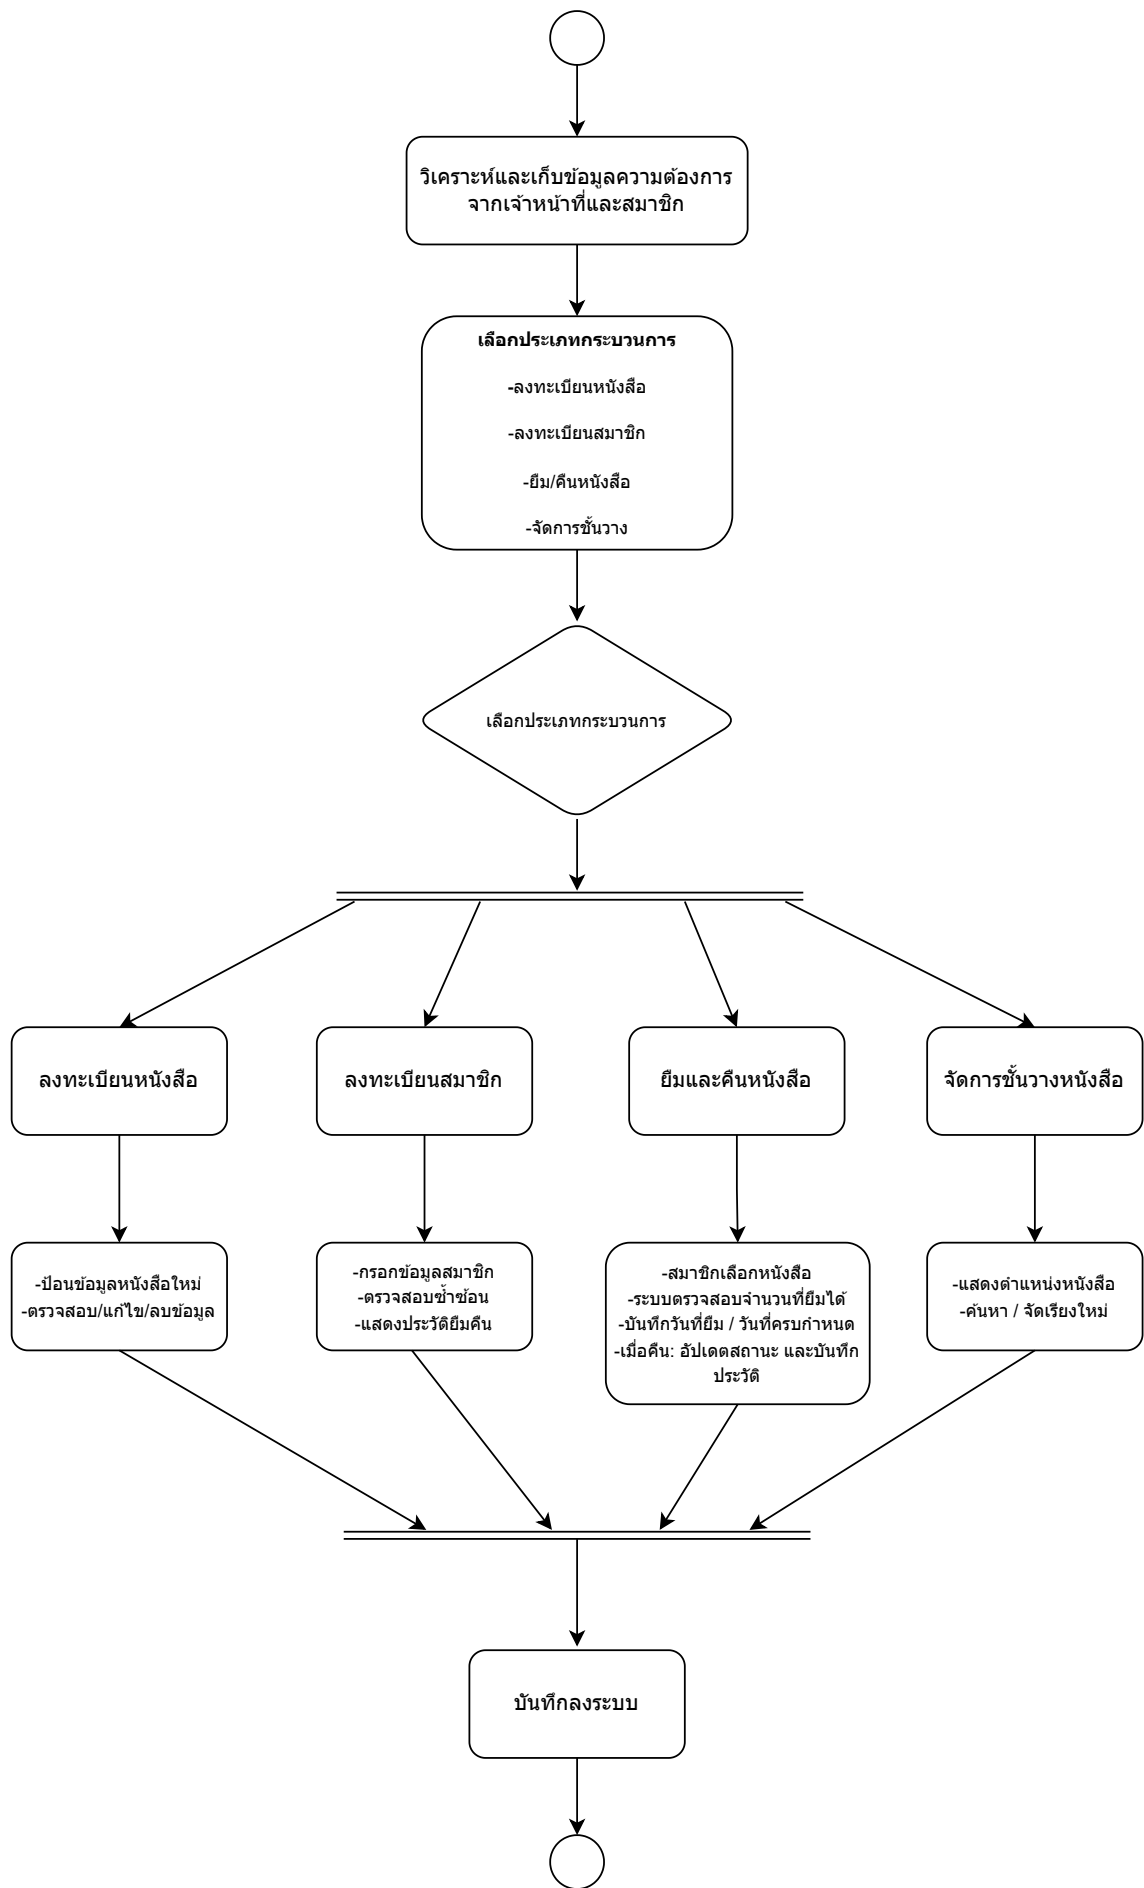 วิเคราะห์และเก็บข้อมูลความต้องการ
จากเจ้าหน้าที่และสมาชิก
เลือกประเภทกระบวนการ
-ลงทะเบียนหนังสือ
-ลงทะเบียนสมาชิก
-ยืม/คืนหนังสือ
-จัดการชั้นวาง
เลือกประเภทกระบวนการ
ลงทะเบียนหนังสือ
ลงทะเบียนสมาชิก
ยืมและคืนหนังสือ
จัดการชั้นวางหนังสือ
-ป้อนข้อมูลหนังสือใหม่
-ตรวจสอบ/แก้ไข/ลบข้อมูล
-กรอกข้อมูลสมาชิก
-ตรวจสอบซ้ำซ้อน
-แสดงประวัติยืมคืน
-สมาชิกเลือกหนังสือ
-ระบบตรวจสอบจำนวนที่ยืมได้
-บันทึกวันที่ยืม / วันที่ครบกำหนด
-เมื่อคืน: อัปเดตสถานะ และบันทึก
ประวัติ
-แสดงตำแหน่งหนังสือ
-ค้นหา / จัดเรียงใหม่
บันทึกลงระบบ